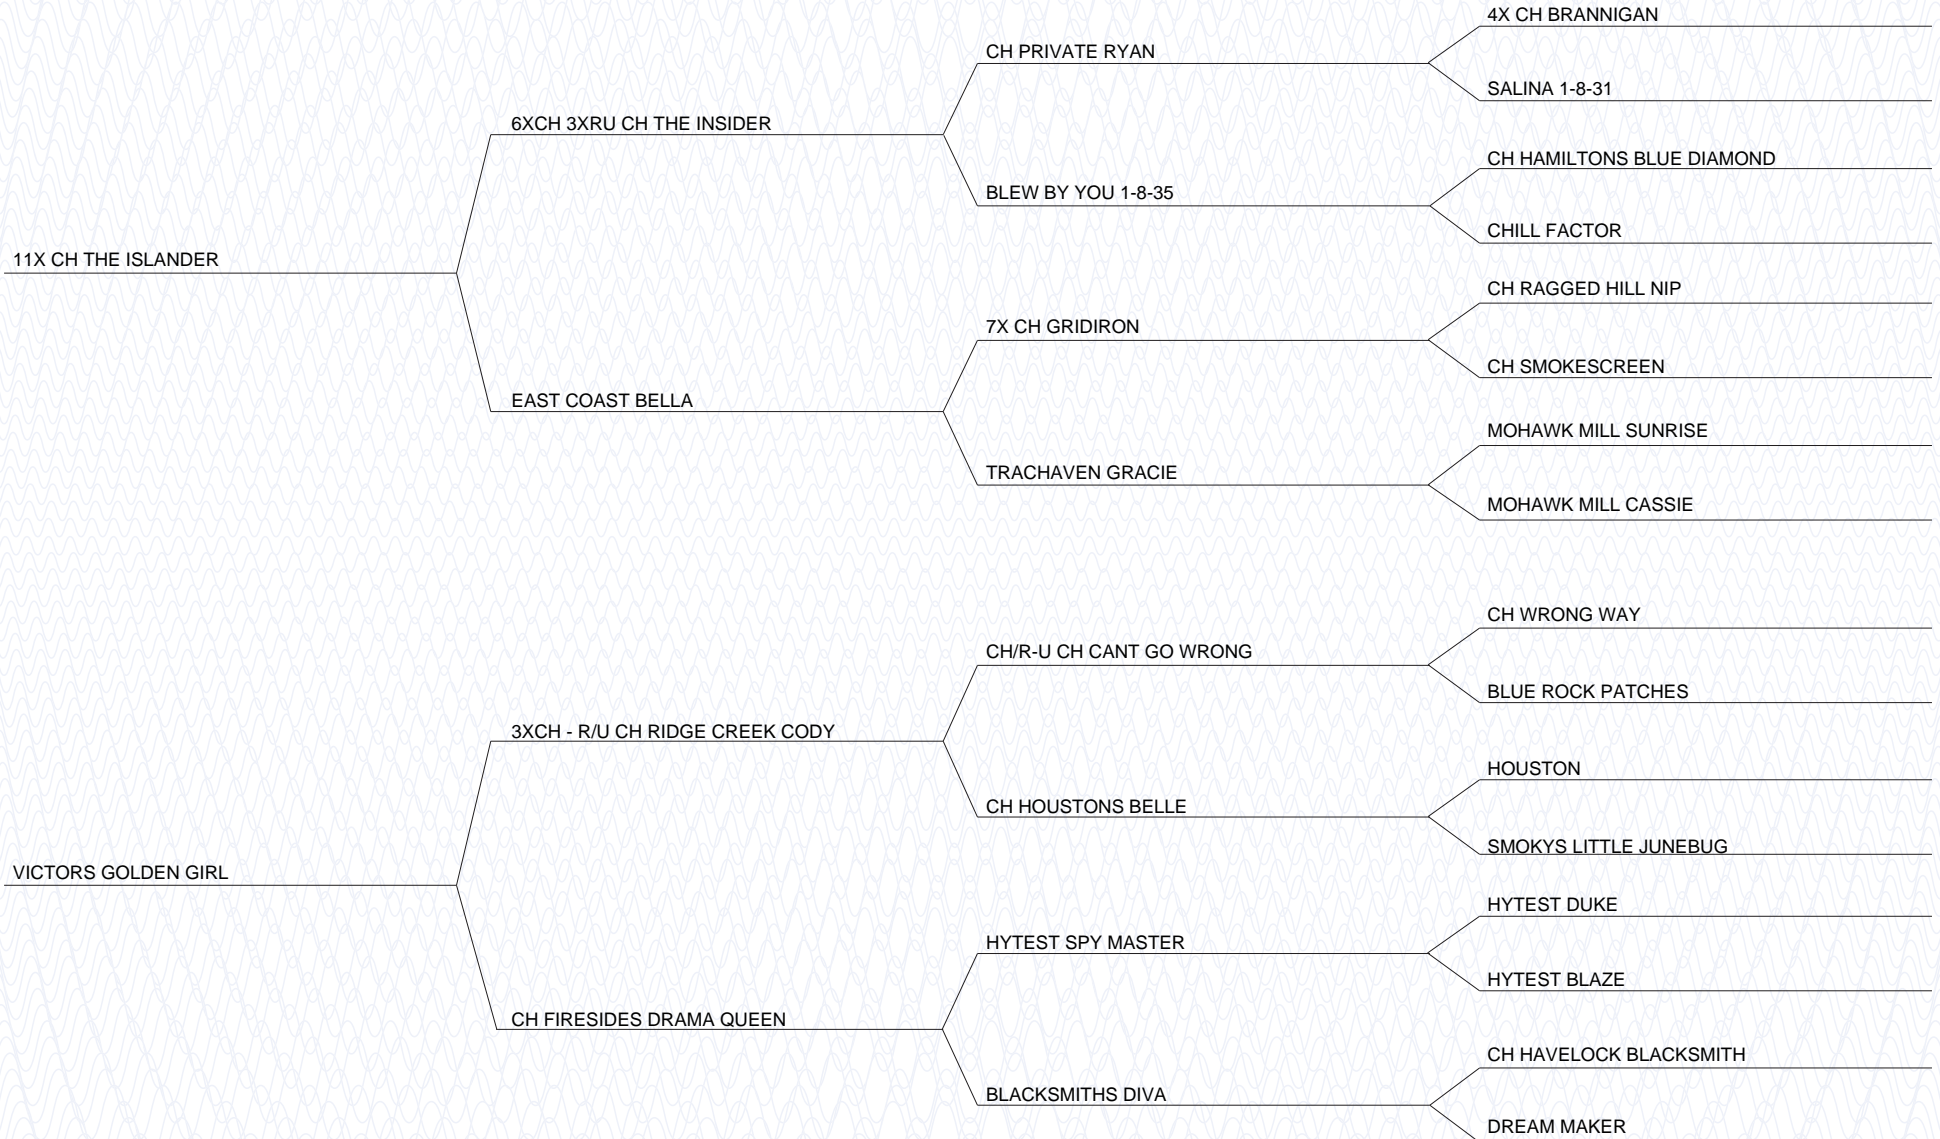 4X CH BRANNIGAN
CH PRIVATE RYAN
SALINA 1-8-31
6XCH 3XRU CH THE INSIDER
CH HAMILTONS BLUE DIAMOND
BLEW BY YOU 1-8-35
CHILL FACTOR
11X CH THE ISLANDER
CH RAGGED HILL NIP
7X CH GRIDIRON
CH SMOKESCREEN
EAST COAST BELLA
MOHAWK MILL SUNRISE
TRACHAVEN GRACIE
MOHAWK MILL CASSIE
CH WRONG WAY
CH/R-U CH CANT GO WRONG
BLUE ROCK PATCHES
3XCH - R/U CH RIDGE CREEK CODY
HOUSTON
CH HOUSTONS BELLE
SMOKYS LITTLE JUNEBUG
VICTORS GOLDEN GIRL
HYTEST DUKE
HYTEST SPY MASTER
HYTEST BLAZE
CH FIRESIDES DRAMA QUEEN
CH HAVELOCK BLACKSMITH
BLACKSMITHS DIVA
DREAM MAKER